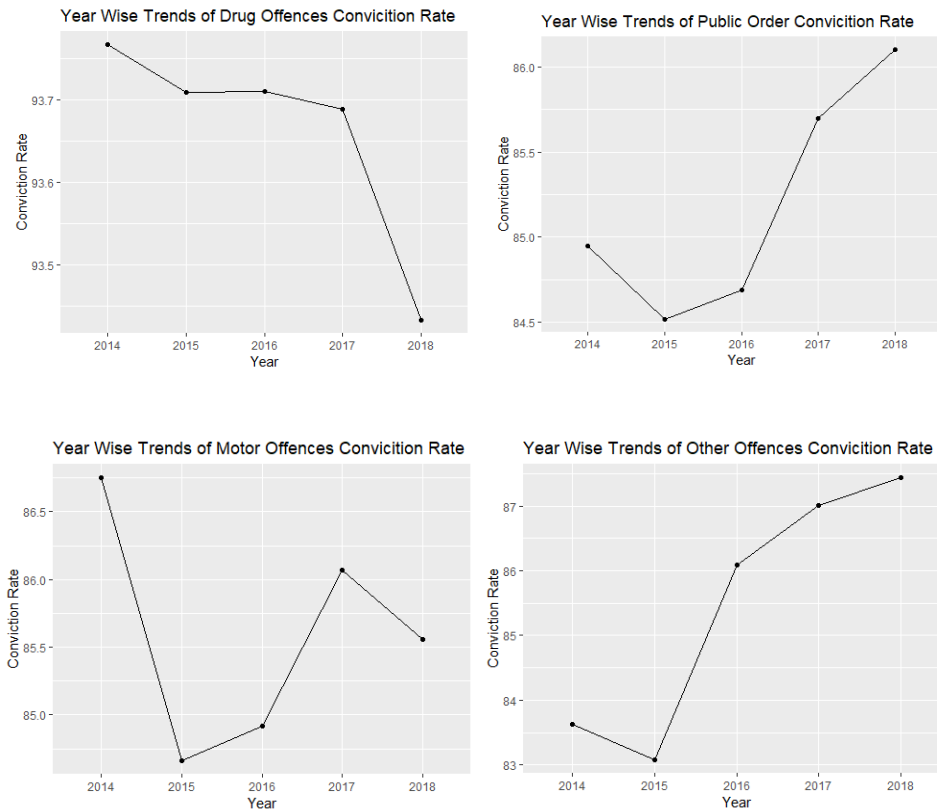 Year Wise Trends of Drug Offences Convicition Rate
93.7
93.6
93.5
Conviction Rate
2014 2015 2016 2017 2018
Year
Year Wise Trends of Public Order Convicition Rate
86.0
85.5
85.0
84.5
Conviction Rate
2014 2015 2016 2017 2018
Year
Year Wise Trends of Motor Offences Convicition Rate
86.5
86.0
85.5
85.0
Conviction Rate
2014 2015 2016 2017 2018
Year
Year Wise Trends of Other Offences Convicition Rate
87
86
85
84
83
Conviction Rate
2014 2015 2016 2017 2018
Year